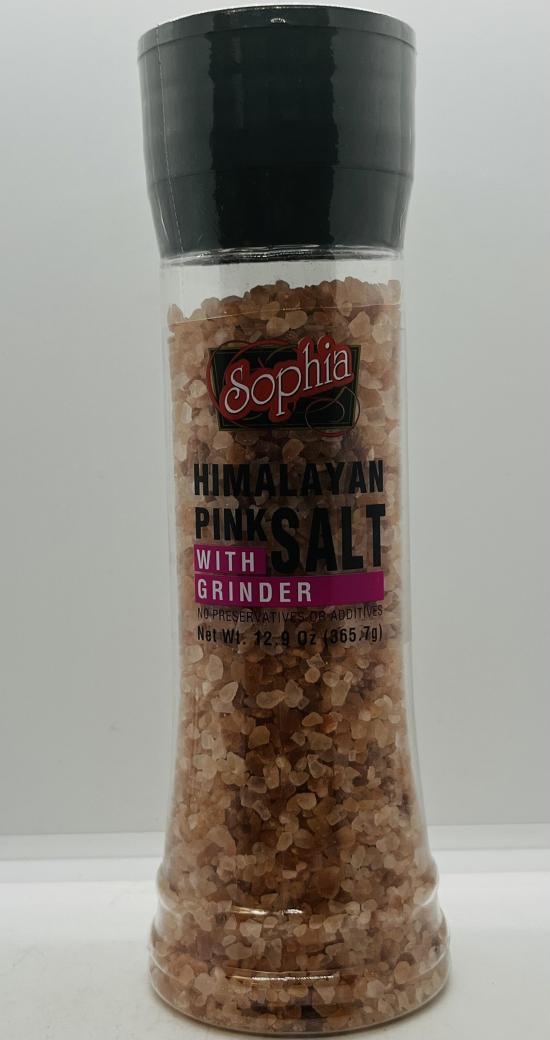 Sophia
HIMALAYAN
PINK SALT
WITH
GRINDER
NO PRESERVATIVES OR ADDITIVES
Net Wt. 12.9 Oz (365.7g)